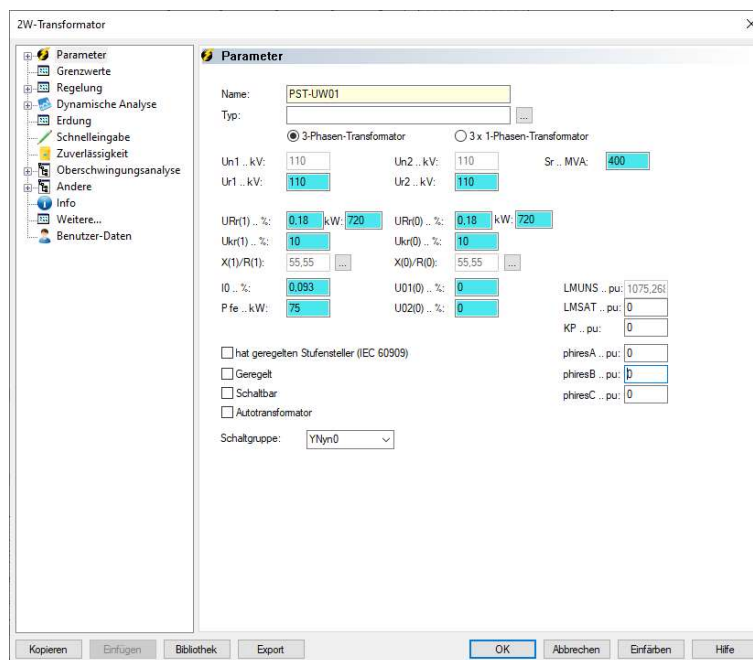 2W-Transformator
Parameter
Grenzwerte
Regelung
Dynamische Analyse
Erdung
Schnelleingabe
Zuverlässigkeit
Oberschwingungsanalyse
Andere
Info
Weitere...
Benutzer-Daten
Parameter
Name: PST-UW01
Typ: ...
3-Phasen-Transformator 3 x 1-Phasen-Transformator
Un1 .. kV: 110 Un2 .. kV: 110 Sr .. MVA: 400
Ur1 .. kV: 110 Ur2 .. kV: 110
URr(1) .. %: 0,18 kW: 720 URr(0) .. %: 0,18 kW: 720
Ukr(1) .. %: 10 Ukr(0) .. %: 10
X(1)/R(1): 55,55 ... X(0)/R(0): 55,55 ...
I0 .. %: 0,093 U01(0) .. %: 0 LMUNS .. pu: 1075,268
P fe .. kW: 75 U02(0) .. %: 0 LMSAT .. pu: 0
KP .. pu: 0
hat geregelten Stufensteller (IEC 60909) phiresA .. pu: 0
Geregelt phiresB .. pu: 0
Schaltbar phiresC .. pu: 0
Autotransformator
Schaltgruppe: YNyn0
Kopieren Einfügen Bibliothek Export OK Abbrechen Einfärben Hilfe